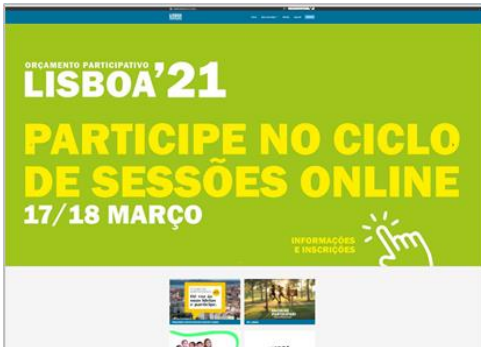 ORÇAMENTO PARTICIPATIVO
LISBOA’21
PARTICIPE NO CICLO
DE SESSÕES ONLINE
17/18 MARÇO
INFORMAÇÕES
E INSCRIÇÕES